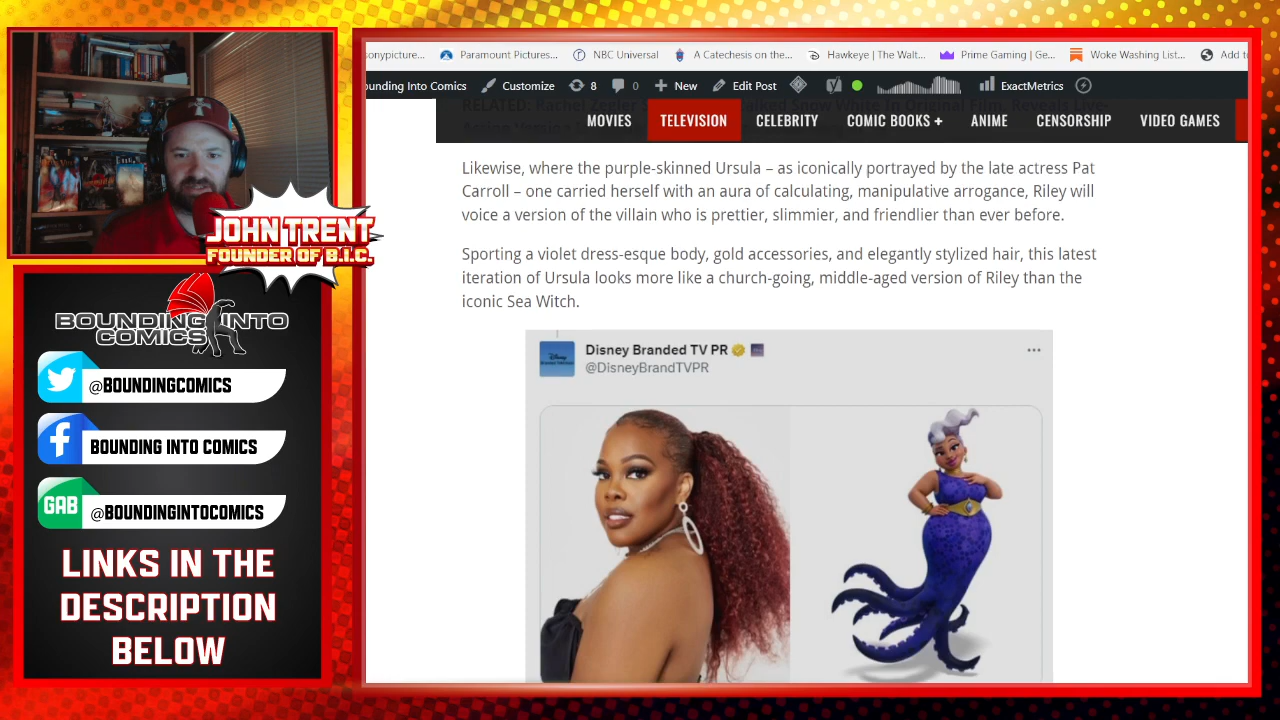 JOHN TRENT
FOUNDER OF B.I.C.
BOUNDING INTO
COMICS
@BOUNDINGCOMICS
BOUNDING INTO COMICS
GAB
@BOUNDINGINTOCOMICS
LINKS IN THE
DESCRIPTION
BELOW
sonypicture... Paramount Pictures... NBC Universal A Catechesis on the... Hawkeye | The Walt... Prime Gaming | Ge... Woke Washing List... Add t
ounding Into Comics Customize 8 0 New Edit Post ExactMetrics
MOVIES TELEVISION CELEBRITY COMIC BOOKS + ANIME CENSORSHIP VIDEO GAMES
Likewise, where the purple-skinned Ursula – as iconically portrayed by the late actress Pat
Carroll – one carried herself with an aura of calculating, manipulative arrogance, Riley will
voice a version of the villain who is prettier, slimmier, and friendlier than ever before.
Sporting a violet dress-esque body, gold accessories, and elegantly stylized hair, this latest
iteration of Ursula looks more like a church-going, middle-aged version of Riley than the
iconic Sea Witch.
Disney Branded TV PR
@DisneyBrandTVPR